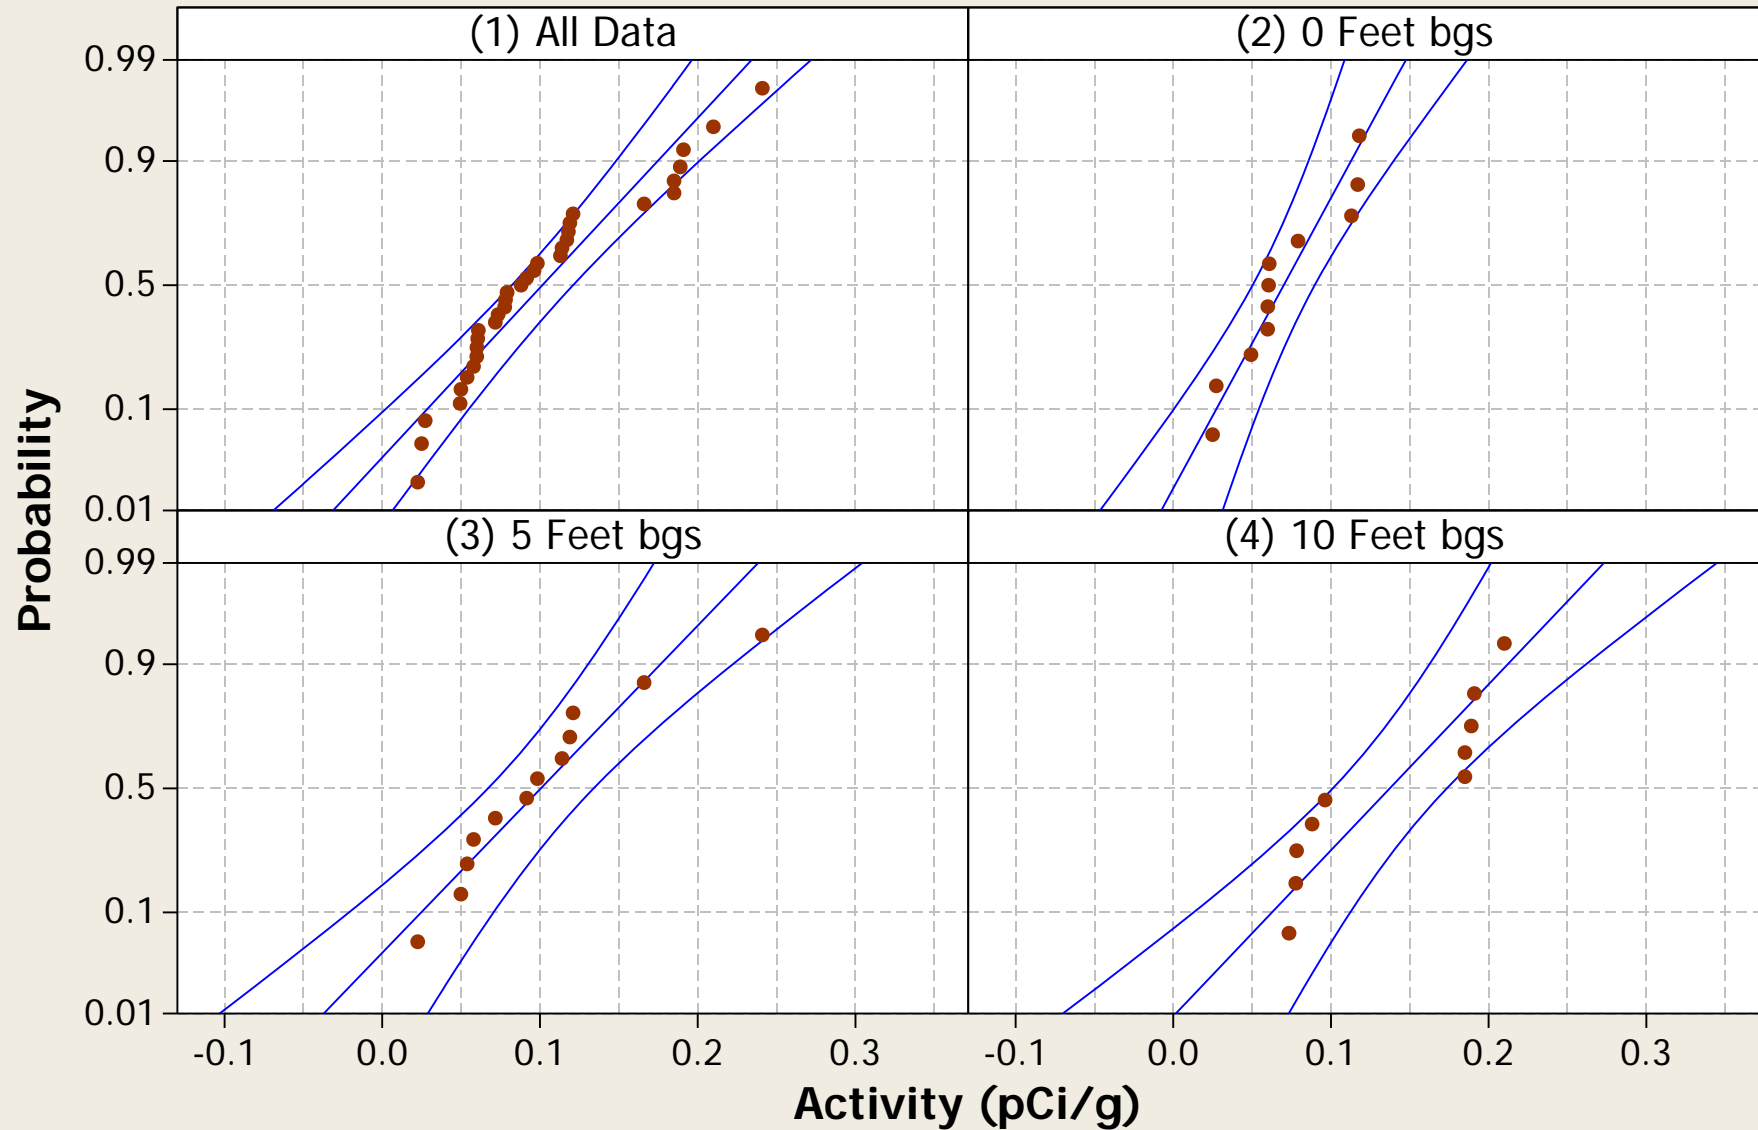 (1) All Data
(2) 0 Feet bgs
0.99
0.9
0.5
0.1
0.01
(3) 5 Feet bgs
(4) 10 Feet bgs
0.99
0.9
0.5
0.1
0.01
Probability
-0.1 0.0 0.1 0.2 0.3
-0.1 0.0 0.1 0.2 0.3
Activity (pCi/g)